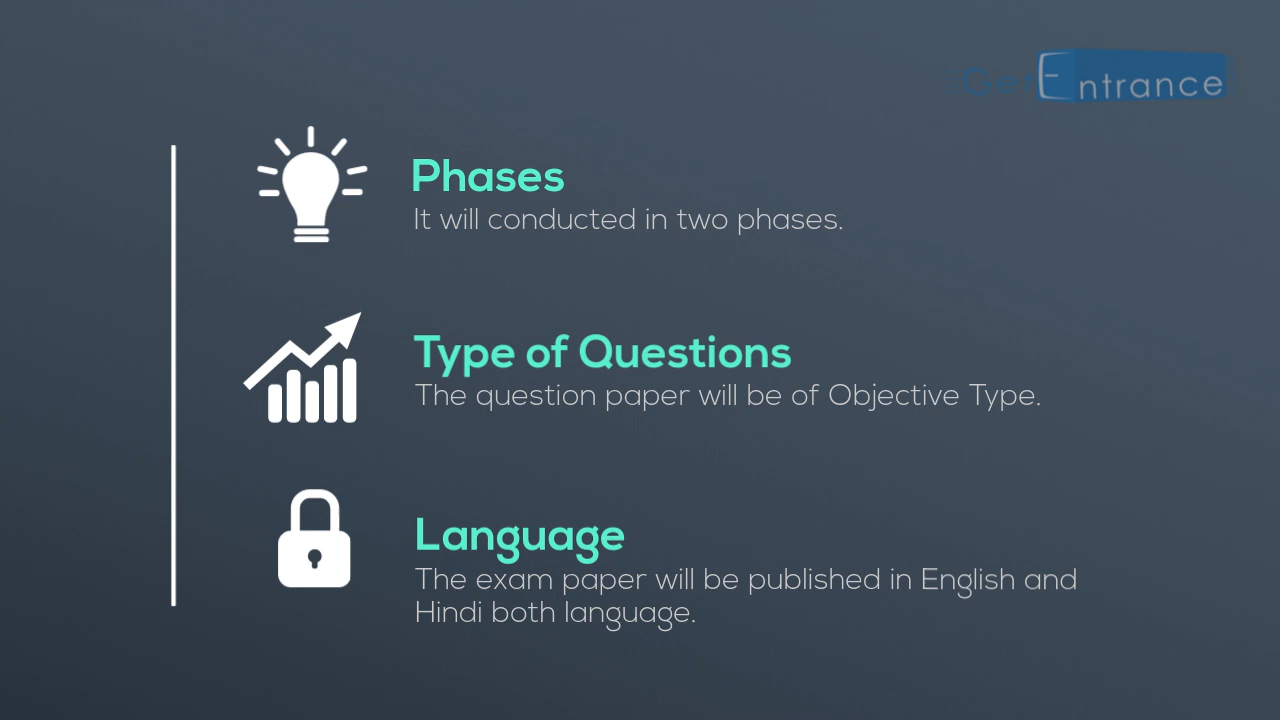 GetEntrance
Phases
It will conducted in two phases.
Type of Questions
The question paper will be of Objective Type.
Language
The exam paper will be published in English and
Hindi both language.